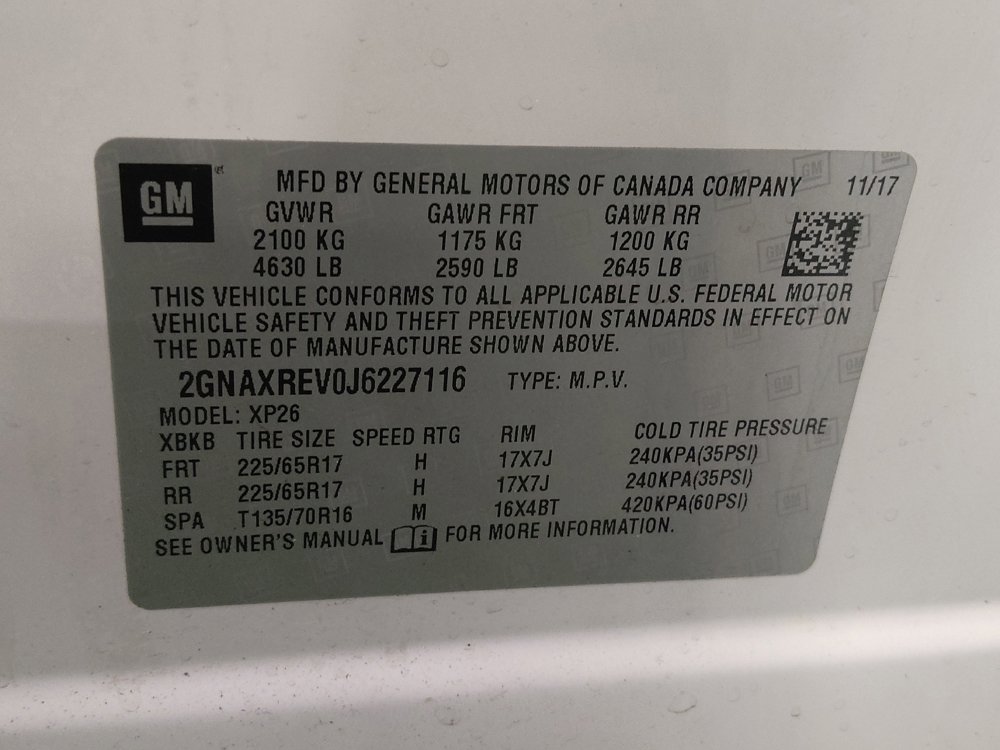 GM
MFD BY GENERAL MOTORS OF CANADA COMPANY 11/17
GVWR GAWR FRT GAWR RR
2100 KG 1175 KG 1200 KG
4630 LB 2590 LB 2645 LB
THIS VEHICLE CONFORMS TO ALL APPLICABLE U.S. FEDERAL MOTOR
VEHICLE SAFETY AND THEFT PREVENTION STANDARDS IN EFFECT ON
THE DATE OF MANUFACTURE SHOWN ABOVE.
2GNAXREV0J6227116 TYPE: M.P.V.
MODEL: XP26
XBKB TIRE SIZE SPEED RTG RIM COLD TIRE PRESSURE
FRT 225/65R17 H 17X7J 240KPA(35PSI)
RR 225/65R17 H 17X7J 240KPA(35PSI)
SPA T135/70R16 M 16X4BT 420KPA(60PSI)
SEE OWNER'S MANUAL i FOR MORE INFORMATION.